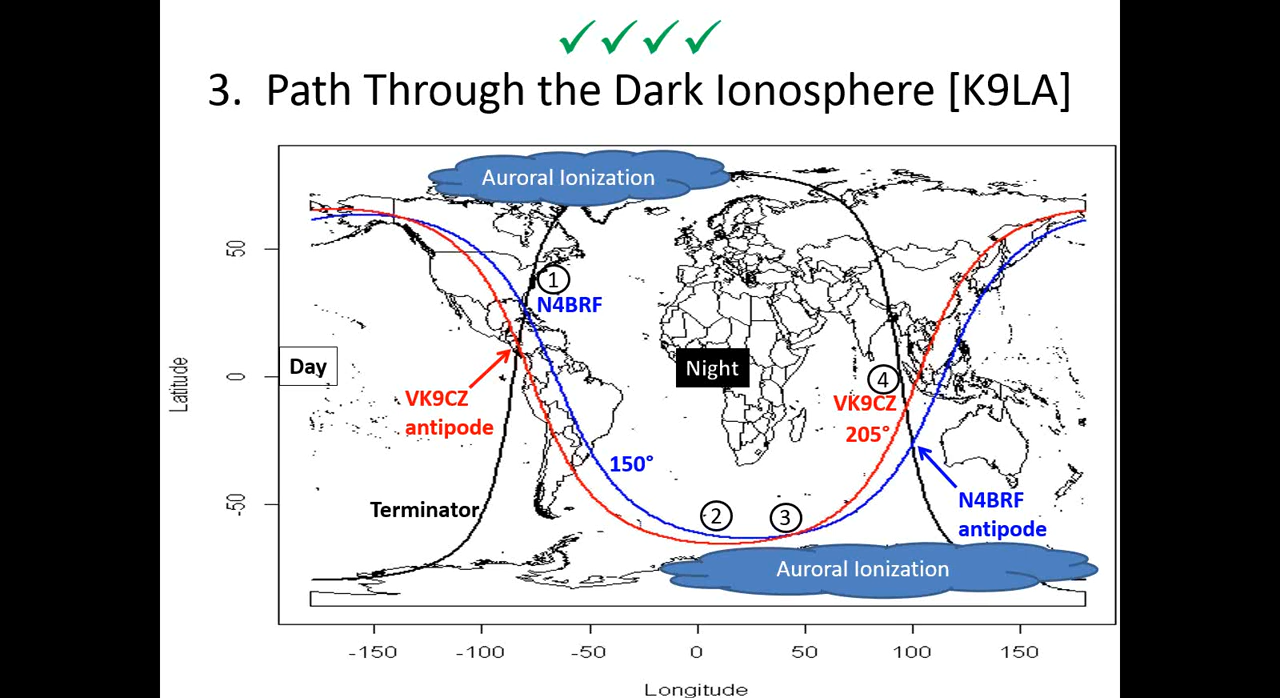 ✓✓✓✓
3. Path Through the Dark Ionosphere [K9LA]
Auroral Ionization
50
1
N4BRF
Latitude
Day
0
Night
4
VK9CZ
antipode
VK9CZ
205°
150°
-50
Terminator
2
3
N4BRF
antipode
Auroral Ionization
-150 -100 -50 0 50 100 150
Longitude